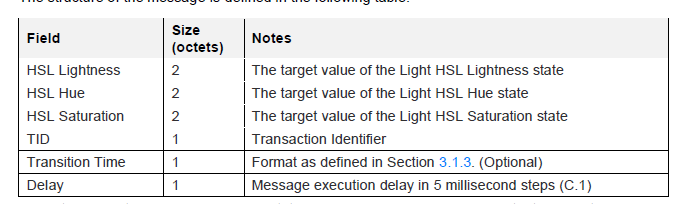 The structure of the message is defined in the following table.
Field Size (octets) Notes
HSL Lightness 2 The target value of the Light HSL Lightness state
HSL Hue 2 The target value of the Light HSL Hue state
HSL Saturation 2 The target value of the Light HSL Saturation state
TID 1 Transaction Identifier
Transition Time 1 Format as defined in Section 3.1.3. (Optional)
Delay 1 Message execution delay in 5 millisecond steps (C.1)